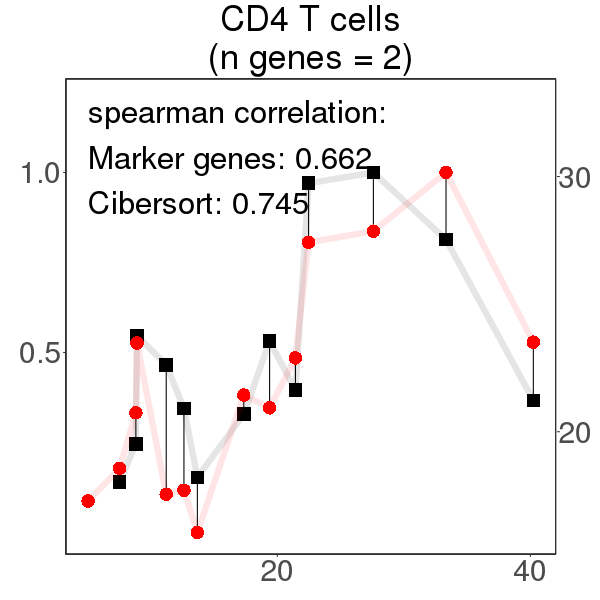 CD4 T cells
(n genes = 2)
spearman correlation:
Marker genes: 0.662
Cibersort: 0.745
1.0
0.5
30
20
20
40